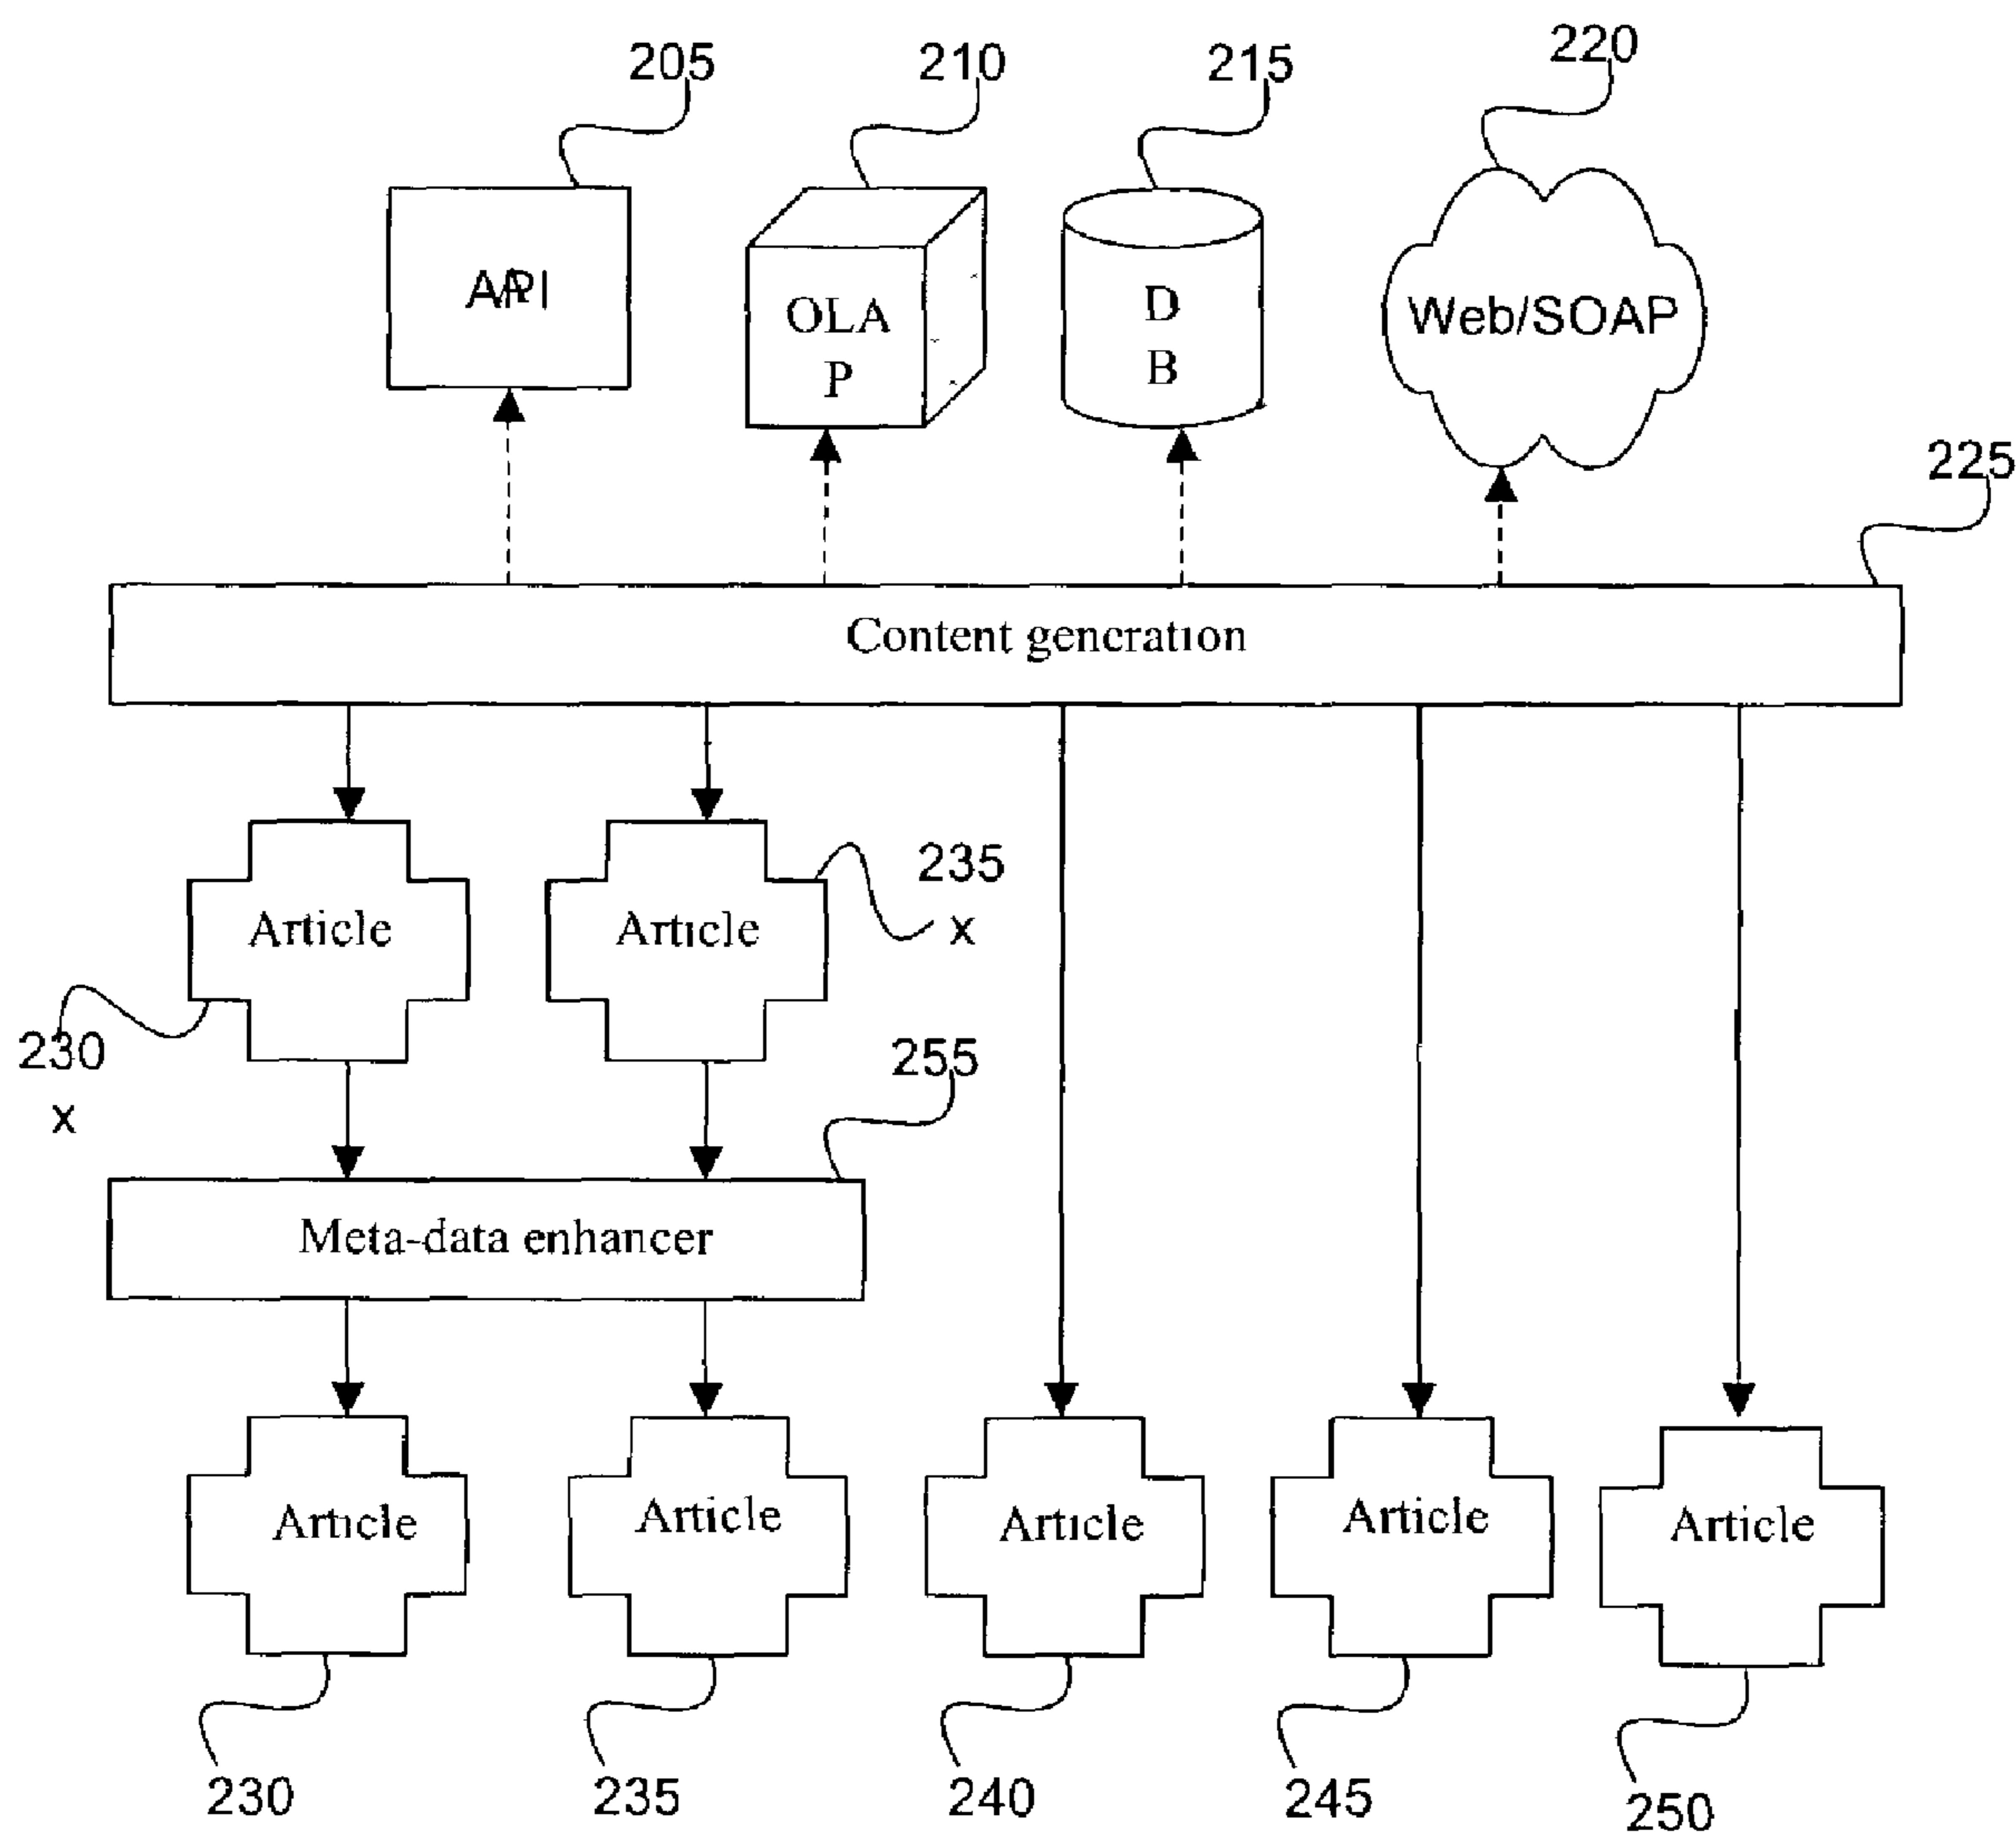 205
210
215
220
API
OLA
P
D
B
Web/SOAP
225
Content generation
Article
Article
235
x
230
x
255
Meta-data enhancer
Article
Article
Article
Article
Article
230
235
240
245
250